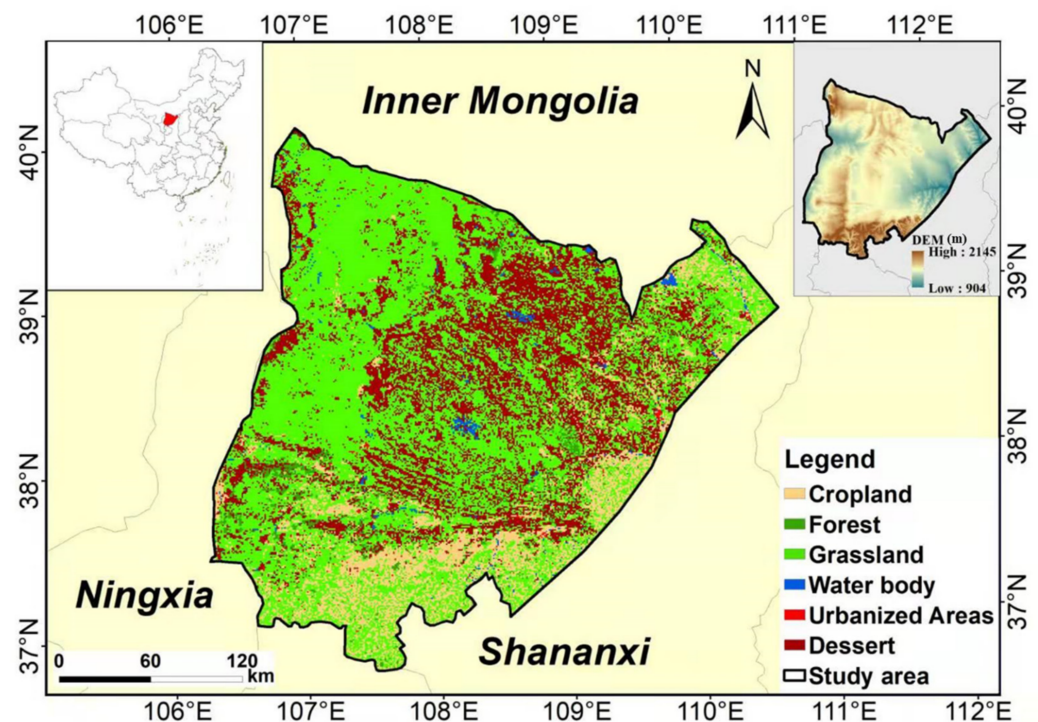 106°E 107°E 108°E 109°E 110°E 111°E 112°E
Inner Mongolia
N
40°N
40°N
DEM (m)
High : 2145
Low : 904
39°N
39°N
38°N
38°N
Legend
Cropland
Forest
Grassland
Water body
Urbanized Areas
Dessert
Study area
Ningxia
Shananxi
37°N
37°N
0 60 120
km
106°E 107°E 108°E 109°E 110°E 111°E